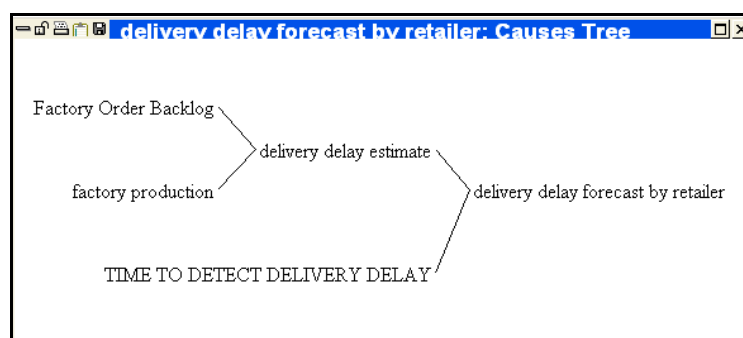 delivery delay forecast by retailer: Causes Tree
Factory Order Backlog
delivery delay estimate
factory production
delivery delay forecast by retailer
TIME TO DETECT DELIVERY DELAY